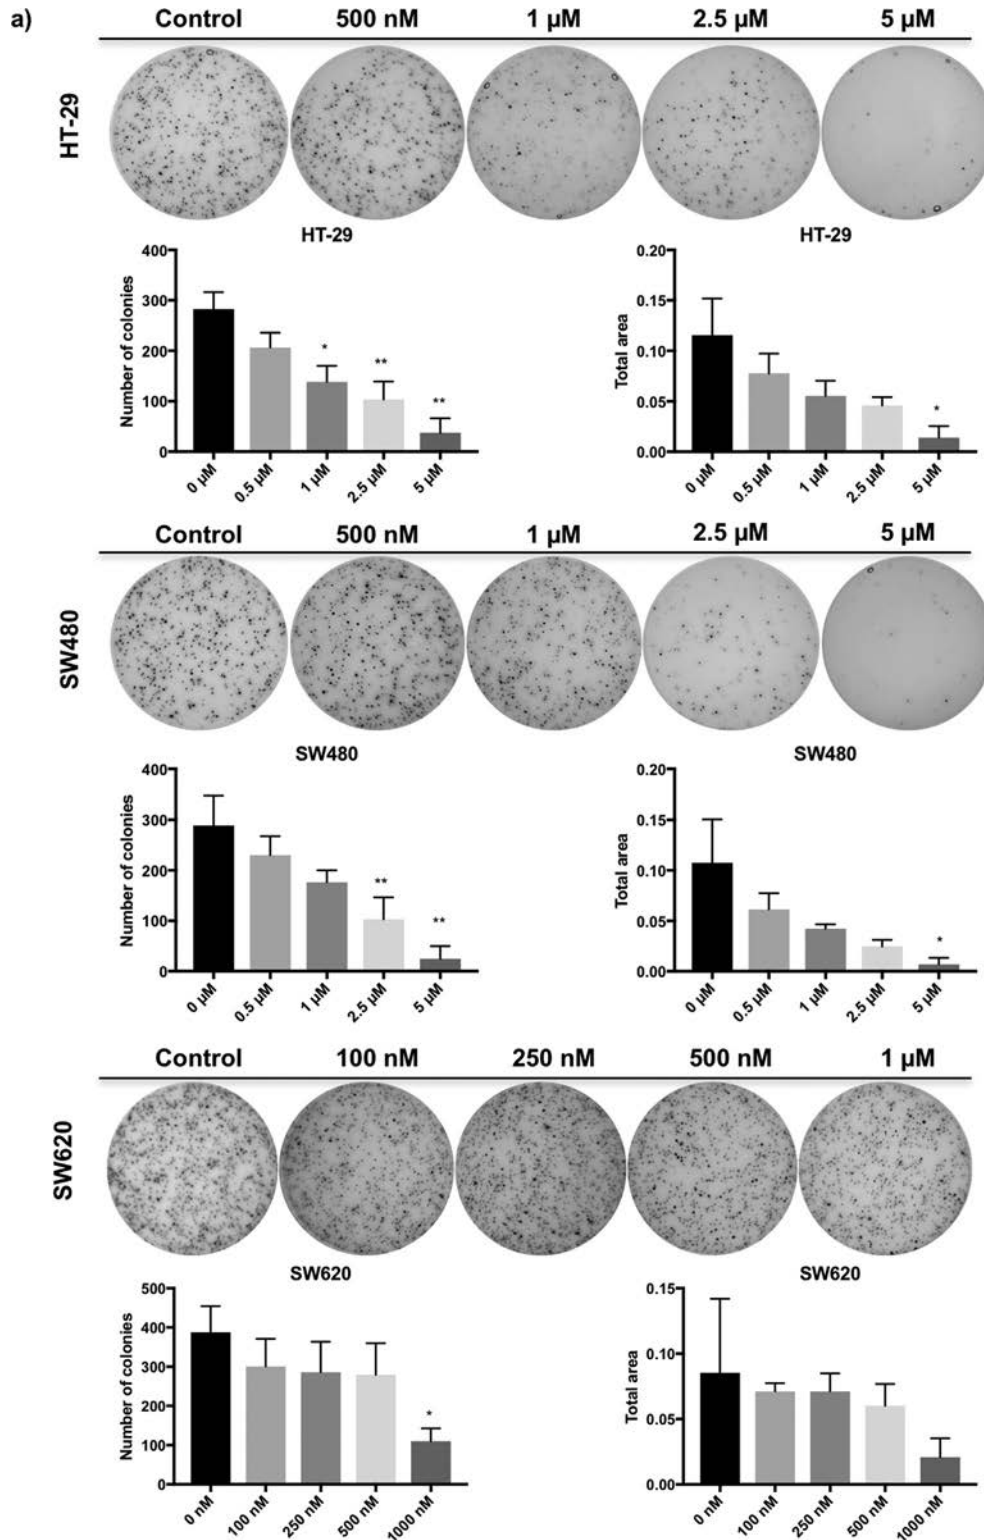 a)
Control 500 nM 1 µM 2.5 µM 5 µM
HT-29
HT-29
Number of colonies
400
300
200
100
0
* ** **
0 µM 0.5 µM 1 µM 2.5 µM 5 µM
HT-29
Total area
0.20
0.15
0.10
0.05
0.00
*
0 µM 0.5 µM 1 µM 2.5 µM 5 µM
Control 500 nM 1 µM 2.5 µM 5 µM
SW480
SW480
Number of colonies
400
300
200
100
0
** **
0 µM 0.5 µM 1 µM 2.5 µM 5 µM
SW480
Total area
0.20
0.15
0.10
0.05
0.00
*
0 µM 0.5 µM 1 µM 2.5 µM 5 µM
Control 100 nM 250 nM 500 nM 1 µM
SW620
SW620
Number of colonies
500
400
300
200
100
0
*
0 nM 100 nM 250 nM 500 nM 1000 nM
SW620
Total area
0.15
0.10
0.05
0.00
0 nM 100 nM 250 nM 500 nM 1000 nM